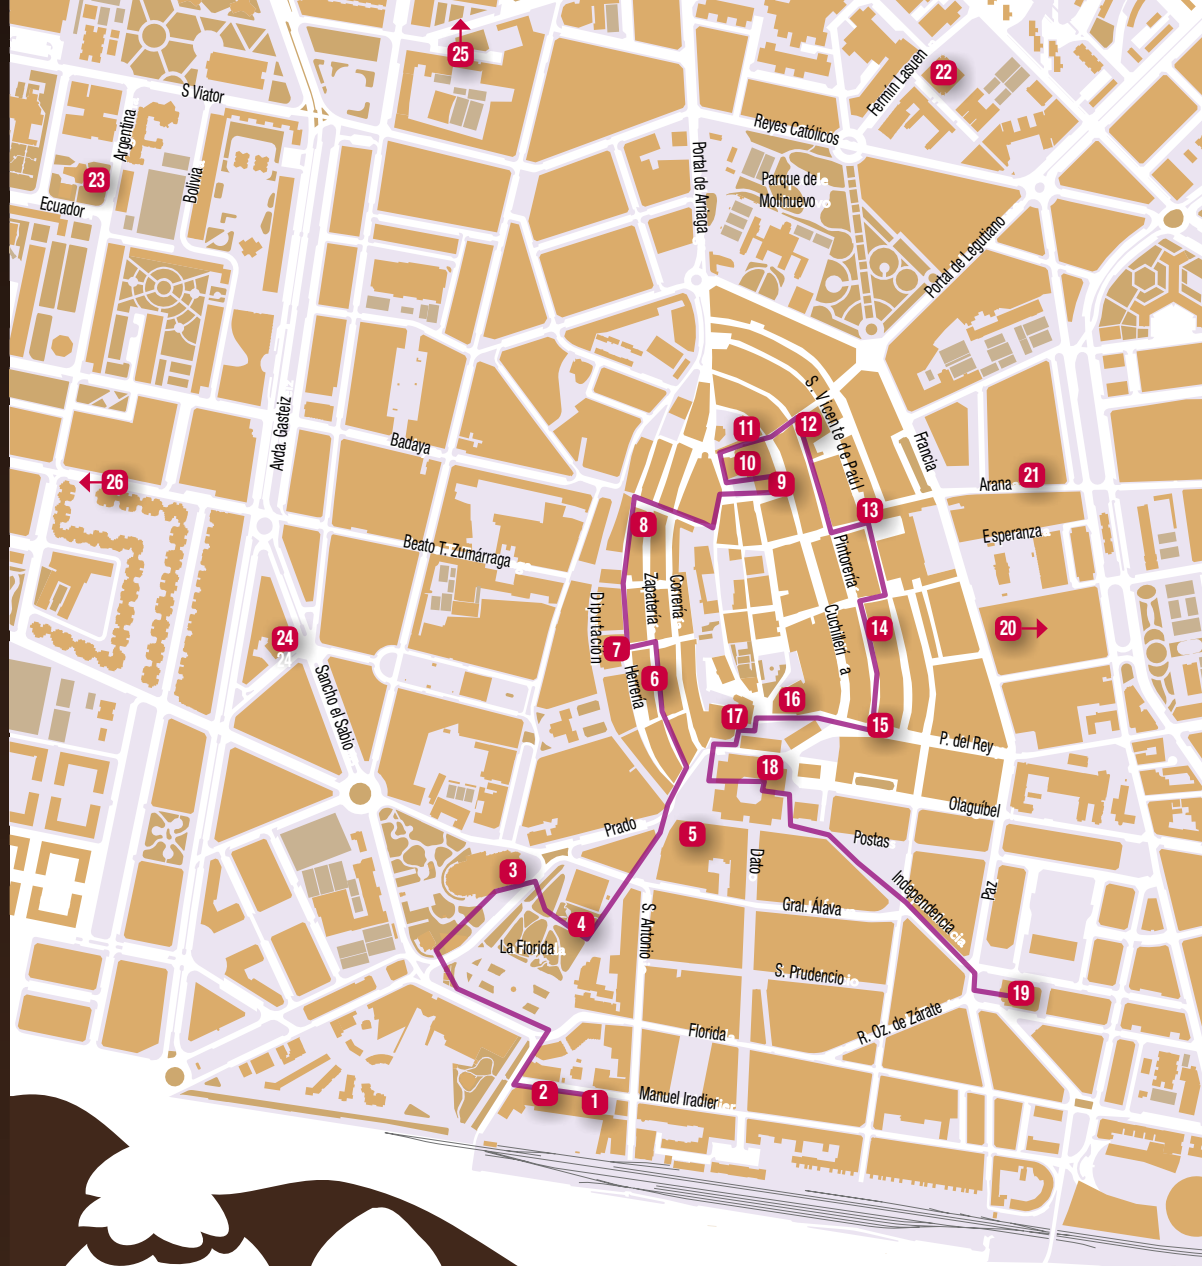 25
22
Fermin Lasuen
S Viator
Argentina
Reyes Católicos
Portal de Arriaga
23
Bolivia
Parque de
Molinuevo
Ecuador
Portal de Legutiano
Avda. Gasteiz
S. Vicente de Paúl
11
12
Francia
Badaya
10
9
26
Arana
21
13
8
Esperanza
Beato T. Zumárraga
Pintorería
Zapatería
Correría
Diputación
Cuchillería
14
20
24
24
7
6
Herrería
Sancho el Sabio
16
17
15
P. del Rey
18
Olaguíbel
Prado
5
Postas
Dato
3
Independencia
Paz
Gral. Álava
4
S. Antonio
La Florida
S. Prudencio
19
R. Oz. de Zárate
Florida
2
1
Manuel Iradier